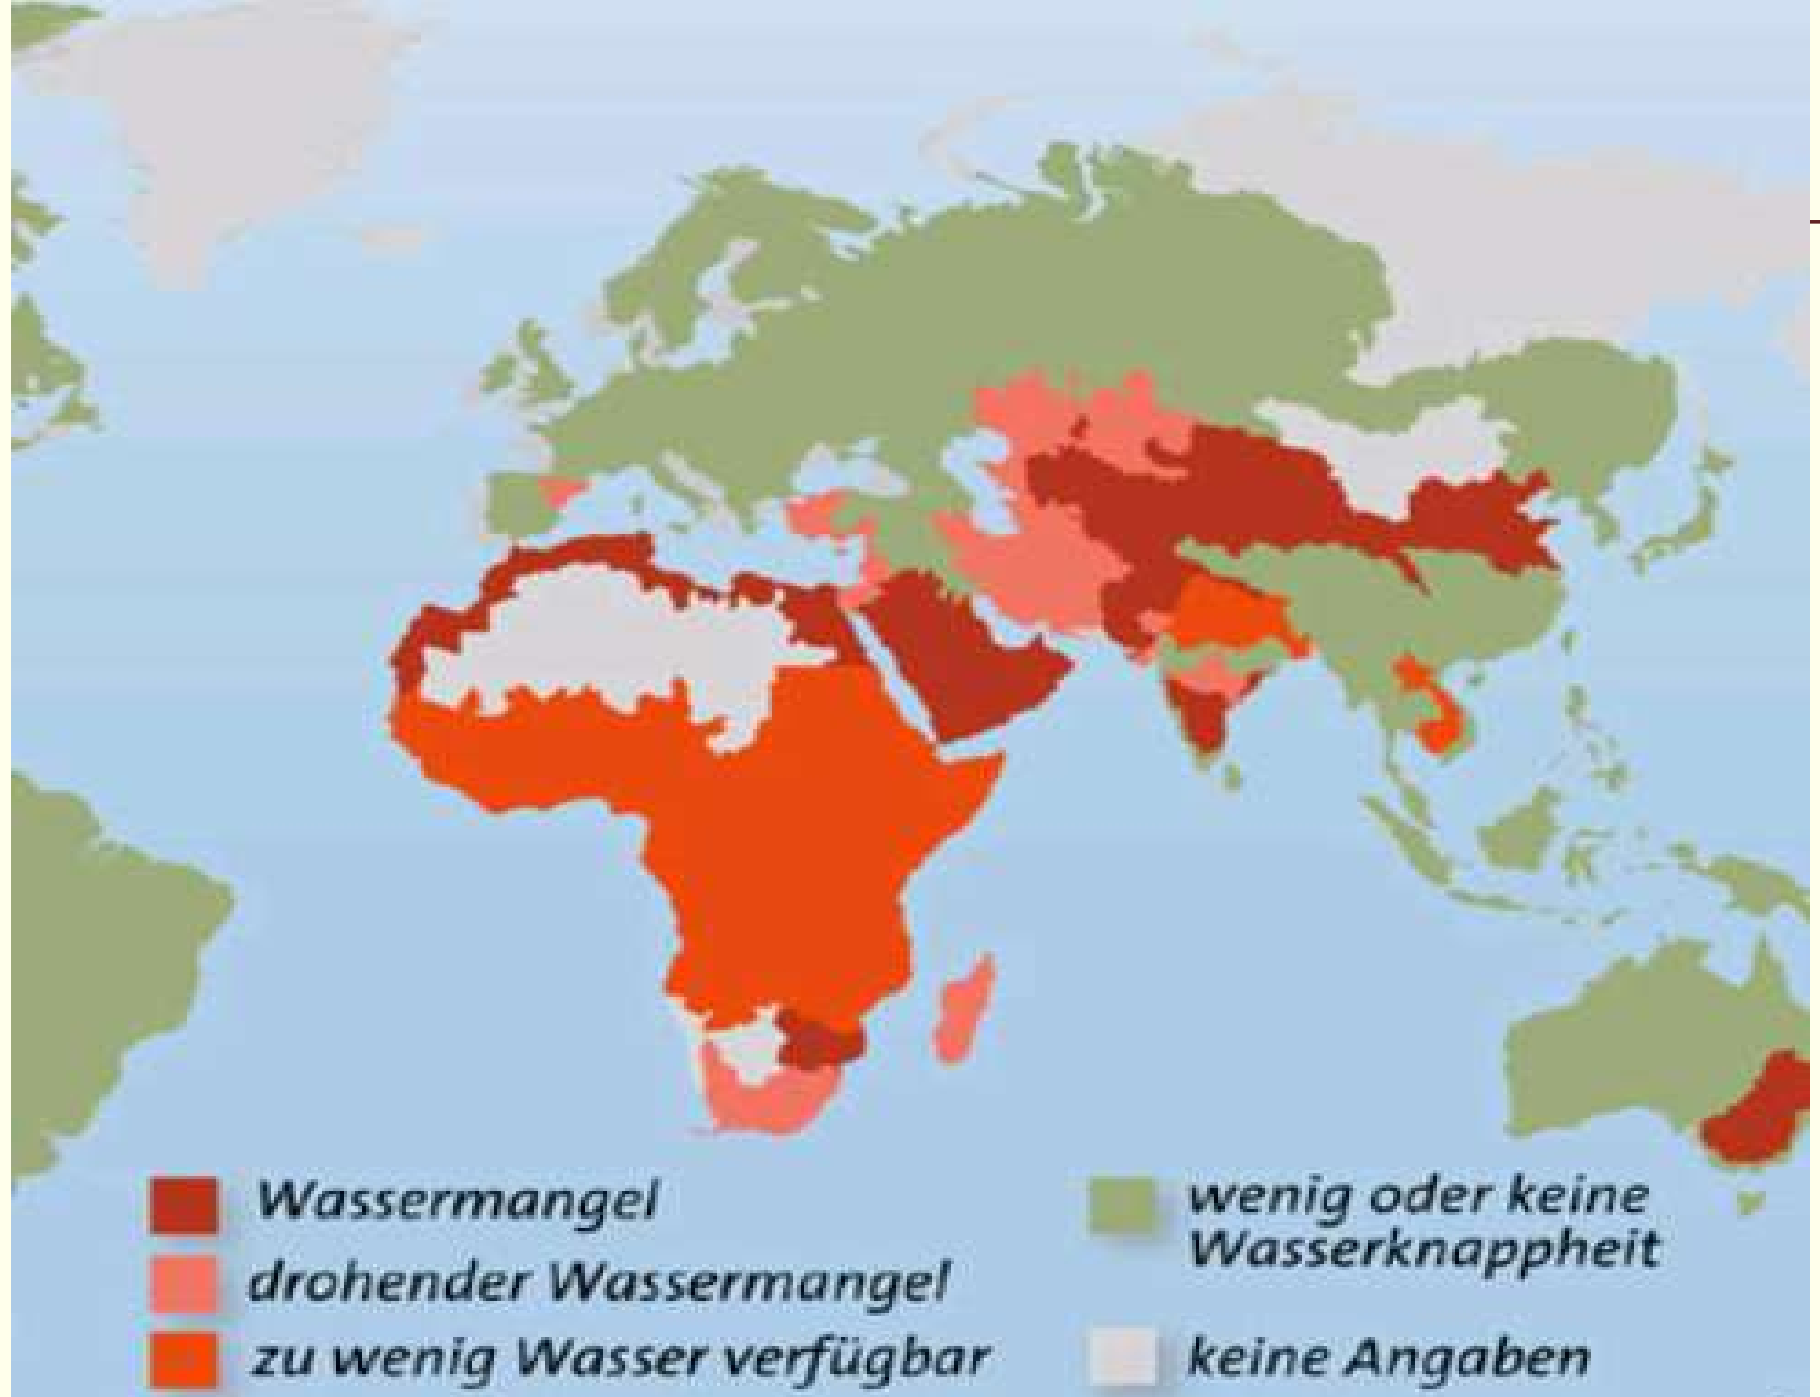 Wassermangel
drohender Wassermangel
zu wenig Wasser verfügbar
wenig oder keine
Wasserknappheit
keine Angaben